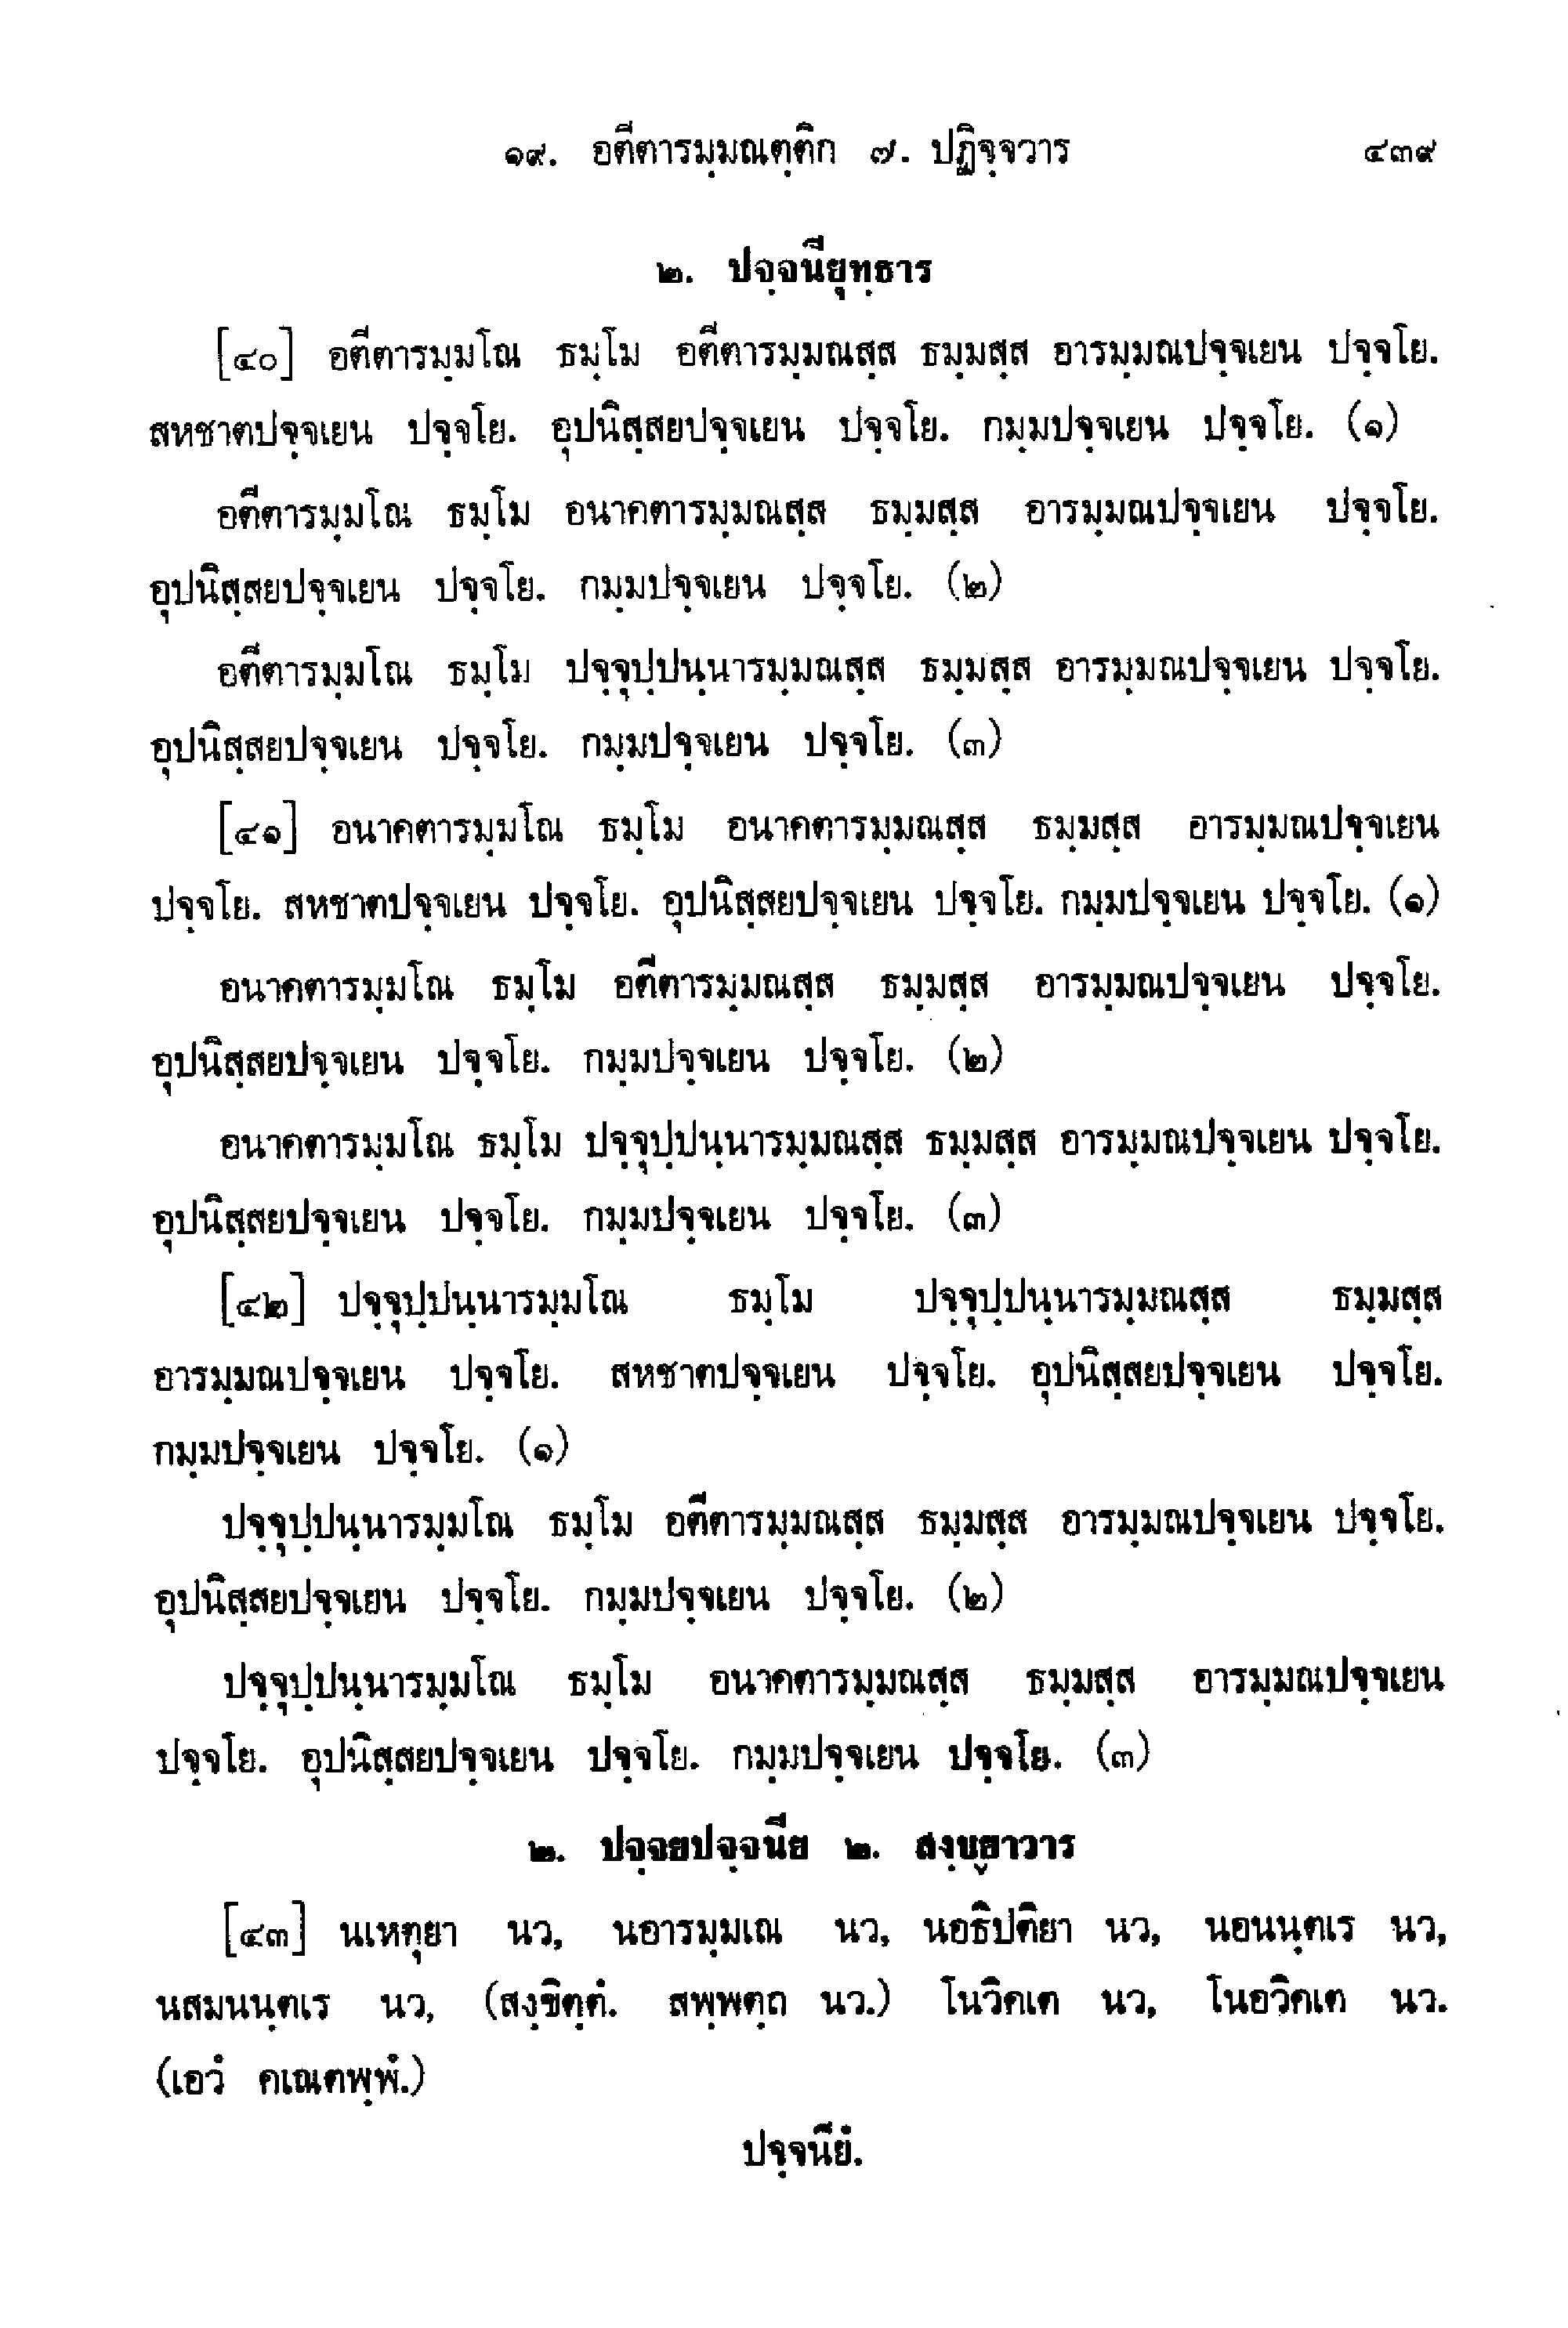 ๑๙. อตีตารมฺมณตฺติก ๗. ปฏิจฺจวาร ๔๓๙
๒. ปจฺจนียุทฺธาร
[๔๐] อตีตารมฺมโณ ธมฺโม อตีตารมฺมณสฺส ธมฺมสฺส อารมฺมณปจฺจเยน ปจฺจโย.
สหชาตปจฺจเยน ปจฺจโย. อุปนิสฺสยปจฺจเยน ปจฺจโย. กมฺมปจฺจเยน ปจฺจโย. (๑)
อตีตารมฺมโณ ธมฺโม อนาคตารมฺมณสฺส ธมฺมสฺส อารมฺมณปจฺจเยน ปจฺจโย.
อุปนิสฺสยปจฺจเยน ปจฺจโย. กมฺมปจฺจเยน ปจฺจโย. (๒)
อตีตารมฺมโณ ธมฺโม ปจฺจุปฺปนฺนารมฺมณสฺส ธมฺมสฺส อารมฺมณปจฺจเยน ปจฺจโย.
อุปนิสฺสยปจฺจเยน ปจฺจโย. กมฺมปจฺจเยน ปจฺจโย. (๓)
[๔๑] อนาคตารมฺมโณ ธมฺโม อนาคตารมฺมณสฺส ธมฺมสฺส อารมฺมณปจฺจเยน
ปจฺจโย. สหชาตปจฺจเยน ปจฺจโย. อุปนิสฺสยปจฺจเยน ปจฺจโย. กมฺมปจฺจเยน ปจฺจโย. (๑)
อนาคตารมฺมโณ ธมฺโม อตีตารมฺมณสฺส ธมฺมสฺส อารมฺมณปจฺจเยน ปจฺจโย.
อุปนิสฺสยปจฺจเยน ปจฺจโย. กมฺมปจฺจเยน ปจฺจโย. (๒)
อนาคตารมฺมโณ ธมฺโม ปจฺจุปฺปนฺนารมฺมณสฺส ธมฺมสฺส อารมฺมณปจฺจเยน ปจฺจโย.
อุปนิสฺสยปจฺจเยน ปจฺจโย. กมฺมปจฺจเยน ปจฺจโย. (๓)
[๔๒] ปจฺจุปฺปนฺนารมฺมโณ ธมฺโม ปจฺจุปฺปนฺนารมฺมณสฺส ธมฺมสฺส
อารมฺมณปจฺจเยน ปจฺจโย. สหชาตปจฺจเยน ปจฺจโย. อุปนิสฺสยปจฺจเยน ปจฺจโย.
กมฺมปจฺจเยน ปจฺจโย. (๑)
ปจฺจุปฺปนฺนารมฺมโณ ธมฺโม อตีตารมฺมณสฺส ธมฺมสฺส อารมฺมณปจฺจเยน ปจฺจโย.
อุปนิสฺสยปจฺจเยน ปจฺจโย. กมฺมปจฺจเยน ปจฺจโย. (๒)
ปจฺจุปฺปนฺนารมฺมโณ ธมฺโม อนาคตารมฺมณสฺส ธมฺมสฺส อารมฺมณปจฺจเยน
ปจฺจโย. อุปนิสฺสยปจฺจเยน ปจฺจโย. กมฺมปจฺจเยน ปจฺจโย. (๓)
๒. ปจฺจยปจฺจนีย ๒. สงฺขฺยาวาร
[๔๓] นเหตุยา นว, นอารมฺมเณ นว, นอธิปติยา นว, นอนนฺตเร นว,
นสมนนฺตเร นว, (สงฺขิตฺตํ. สพฺพตฺถ นว.) โนวิคเต นว, โนอวิคเต นว.
(เอวํ คเณตพฺพํ.)
ปจฺจนียํ.